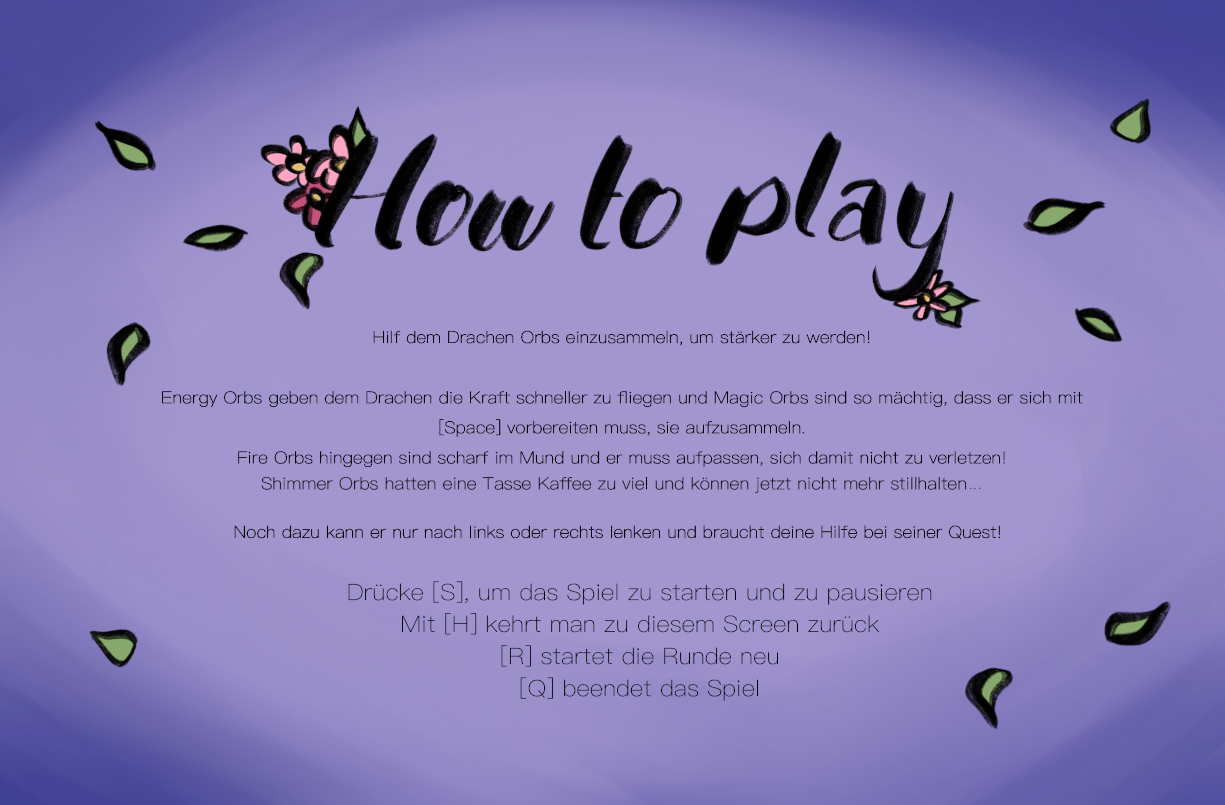 How to play
Hilf dem Drachen Orbs einzusammeln, um stärker zu werden!
Energy Orbs geben dem Drachen die Kraft schneller zu fliegen und Magic Orbs sind so mächtig, dass er sich mit
[Space] vorbereiten muss, sie aufzusammeln.
Fire Orbs hingegen sind scharf im Mund und er muss aufpassen, sich damit nicht zu verletzen!
Shimmer Orbs hatten eine Tasse Kaffee zu viel und können jetzt nicht mehr stillhalten...
Noch dazu kann er nur nach links oder rechts lenken und braucht deine Hilfe bei seiner Quest!
Drücke [S], um das Spiel zu starten und zu pausieren
Mit [H] kehrt man zu diesem Screen zurück
[R] startet die Runde neu
[Q] beendet das Spiel